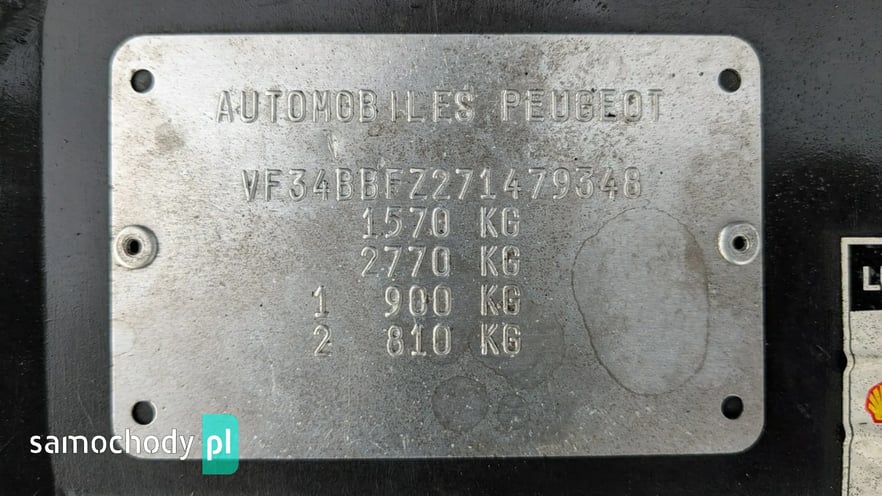 AUTOMOBILES PEUGEOT
VF34BBFZ271479348
1570 KG
2770 KG
1 900 KG
2 810 KG
samochody pl